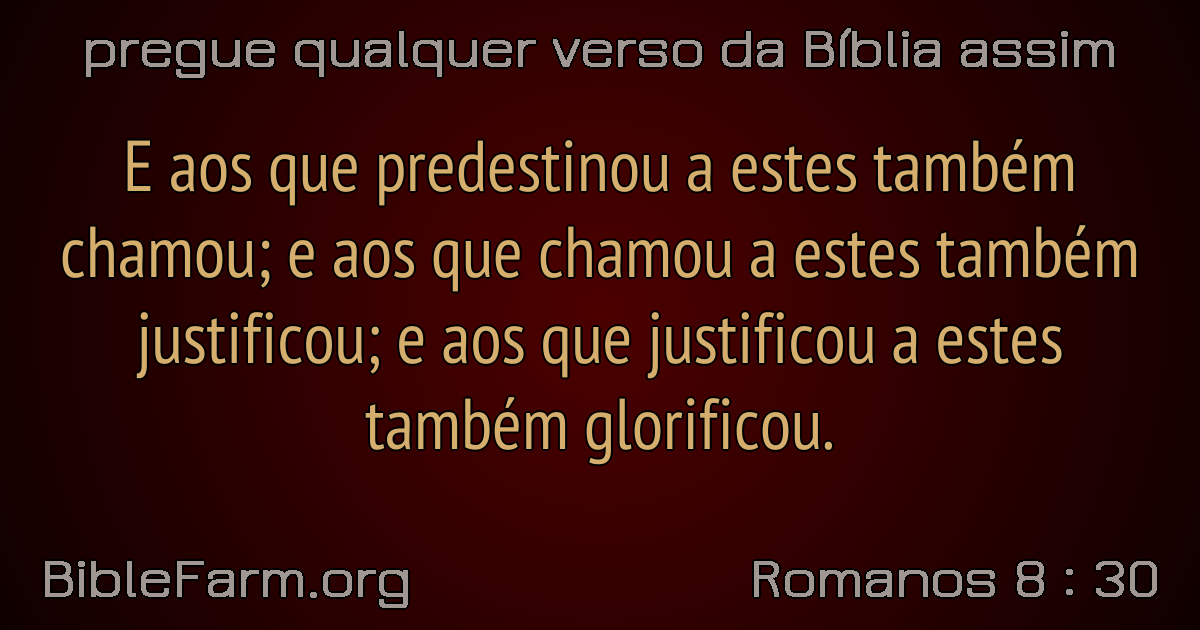 pregue qualquer verso da Bíblia assim
E aos que predestinou a estes também
chamou; e aos que chamou a estes também
justificou; e aos que justificou a estes
também glorificou.
BibleFarm.org
Romanos 8 : 30